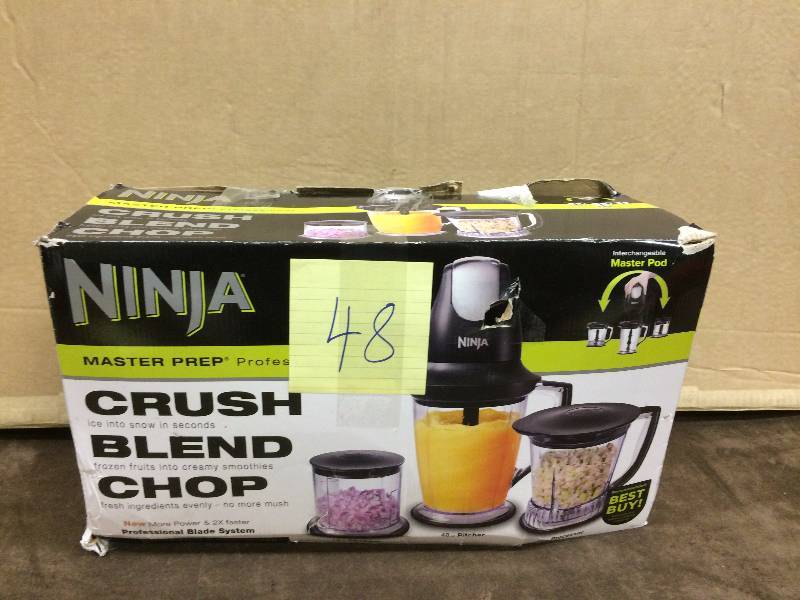 NINJA
CRUSH
BLEND
CHOP
NINJA
MASTER PREP® Profes
48
CRUSH
ice into snow in seconds
BLEND
frozen fruits into creamy smoothies
CHOP
fresh ingredients evenly - no more mush
New More Power & 2X faster
Professional Blade System
NINJA
Interchangeable
Master Pod
Pitcher
BEST
BUY!